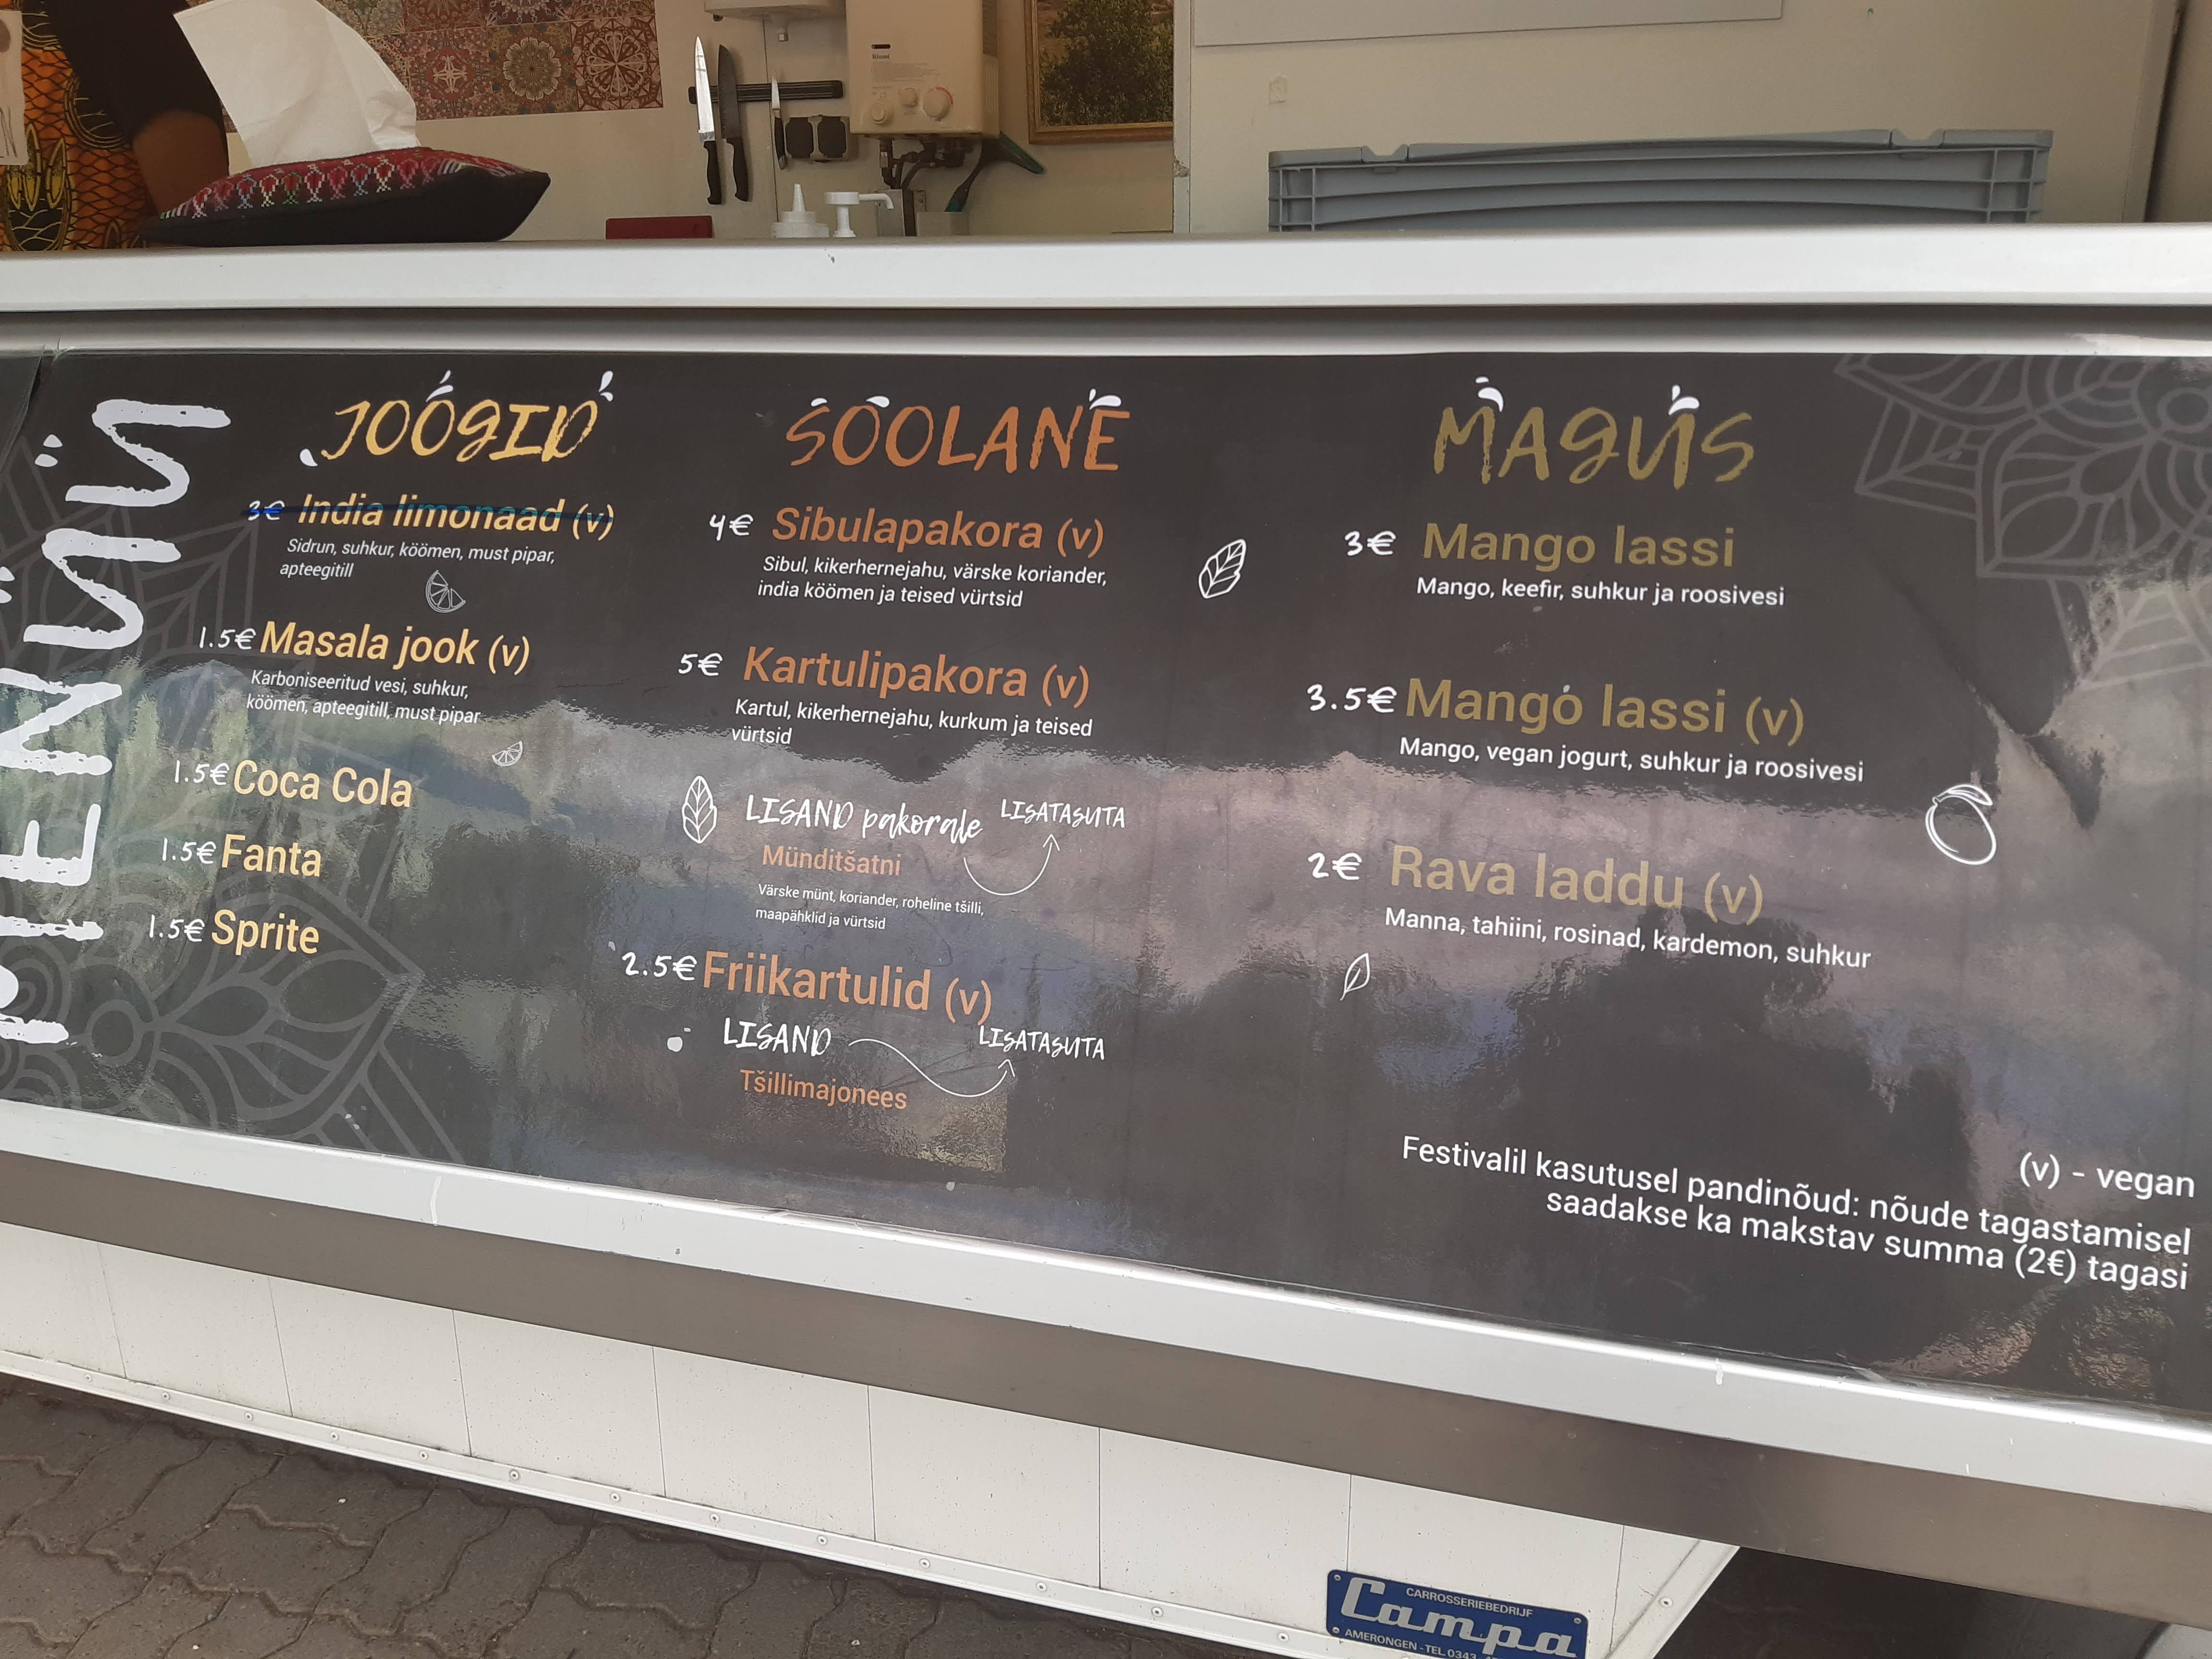 MENÜÜ
JOOGID
3€ India limonaad (v)
Sidrun, suhkur, köömen, must pipar,
apteegitill
1.5€ Masala jook (v)
Karboniseeritud vesi, suhkur,
köömen, apteegitill, must pipar
1.5€ Coca Cola
1.5€ Fanta
1.5€ Sprite
SOOLANE
4€ Sibulapakora (v)
Sibul, kikerhernejahu, värske koriander,
india köömen ja teised vürtsid
5€ Kartulipakora (v)
Kartul, kikerhernejahu, kurkum ja teised
vürtsid
LISAND pakorale LISATASUTA
Münditšatni
Värske münt, koriander, roheline tšilli,
maapähklid ja vürtsid
2.5€ Friikartulid (v)
LISAND LISATASUTA
Tšillimajonees
MAGUS
3€ Mango lassi
Mango, keefir, suhkur ja roosivesi
3.5€ Mango lassi (v)
Mango, vegan jogurt, suhkur ja roosivesi
2€ Rava laddu (v)
Manna, tahiini, rosinad, kardemon, suhkur
(v) - vegan
Festivalil kasutusel pandinõud: nõude tagastamisel
saadakse ka makstav summa (2€) tagasi
CARROSSERIEBEDRIJF
Campa
AMERONGEN - TEL. 0343